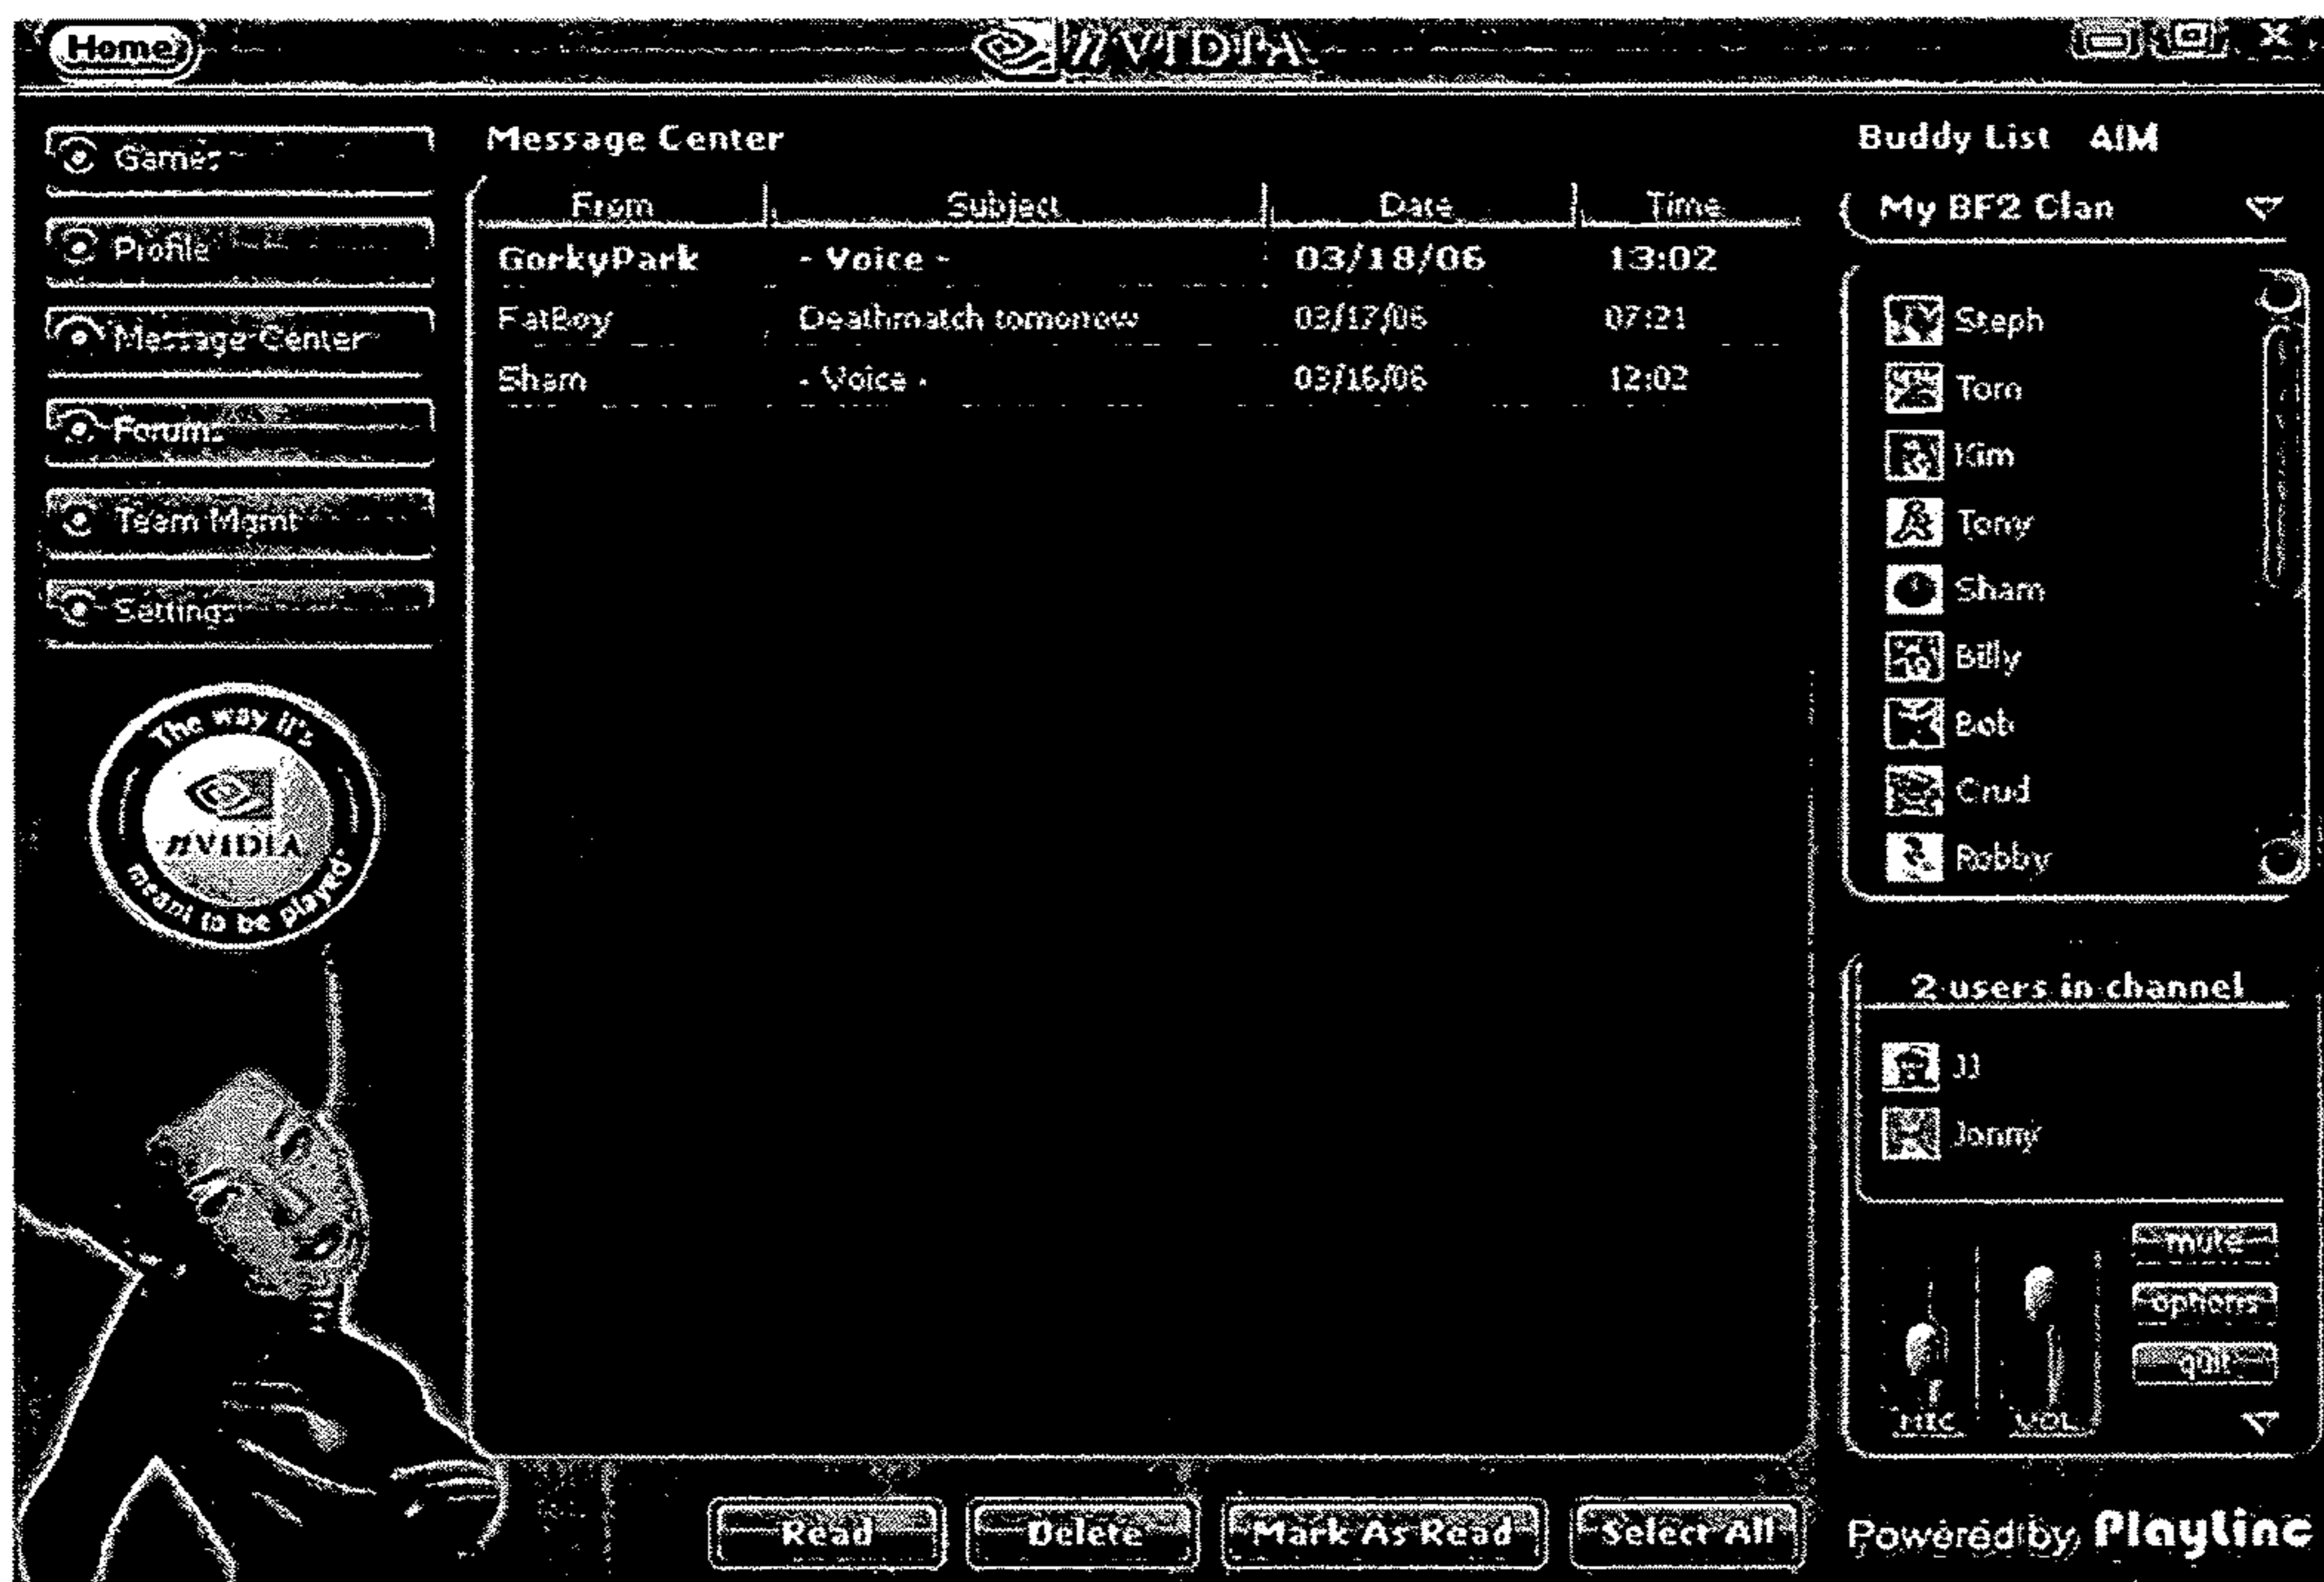 Home
nVIDIA
X
Games
Profile
Message Center
Forums
Team Mgmt
Settings
The way it's
nVIDIA
meant to be played
Message Center
From Subject Date Time
GorkyPark - Voice - 03/18/06 13:02
FatBoy Deathmatch tomorrow 03/17/06 07:21
Sham - Voice - 03/16/06 12:02
Read Delete Mark As Read Select All
Buddy List AIM
My BF2 Clan
Steph
Tom
Kim
Tony
Sham
Billy
Bob
Crud
Robby
2 users in channel
JJ
Jonny
mute
options
quit
MIC VOL
Powered by Playlinc